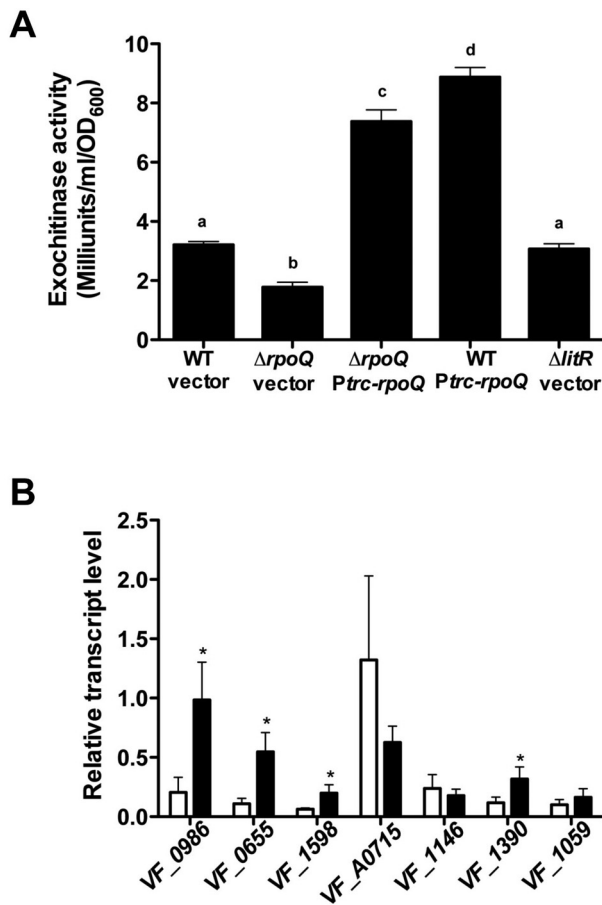 A
Exochitinase activity
(Milliunits/ml/OD600)
10
8
6
4
2
0
a
b
c
d
a
WT
vector
ΔrpoQ
vector
ΔrpoQ
Ptrc-rpoQ
WT
Ptrc-rpoQ
ΔlitR
vector
B
Relative transcript level
2.5
2.0
1.5
1.0
0.5
0.0
*
*
*
*
VF_0986
VF_0655
VF_1598
VF_A0715
VF_1146
VF_1390
VF_1059